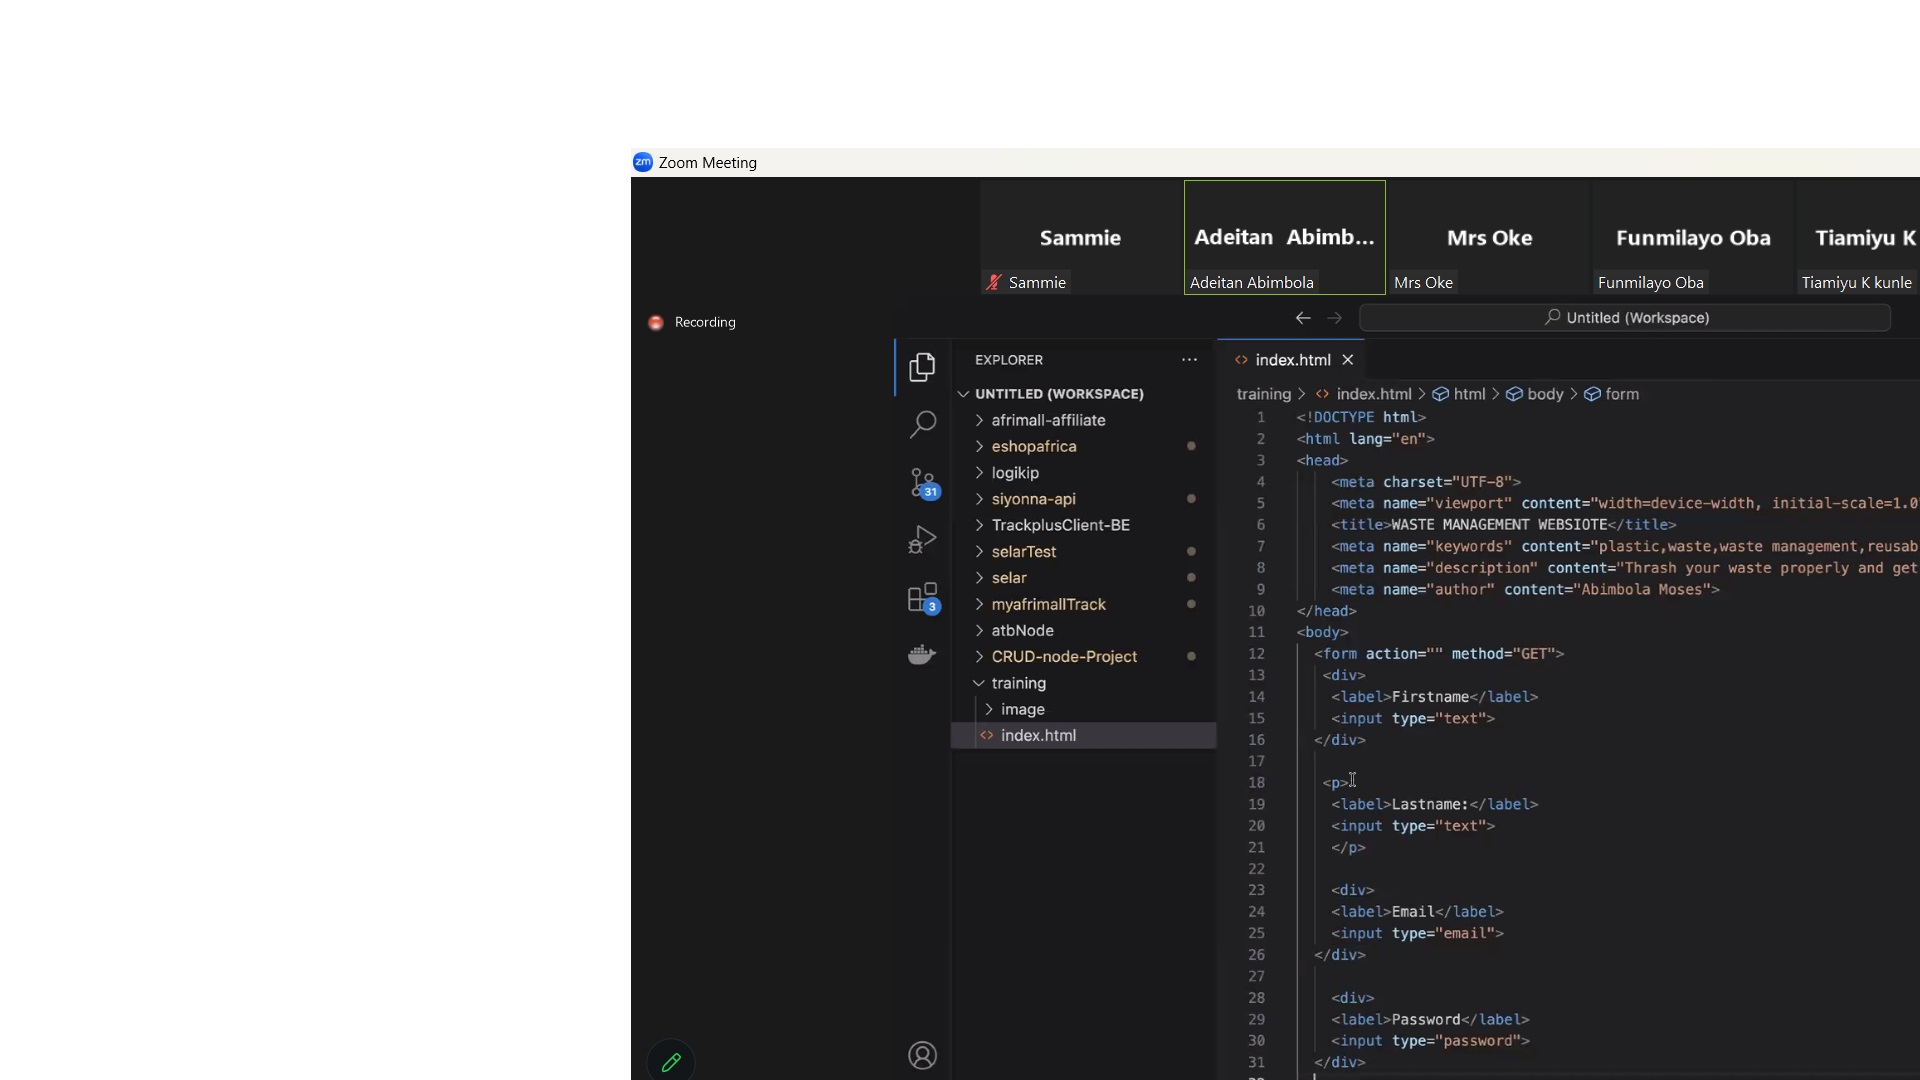 zm Zoom Meeting
Sammie
Adeitan Abimb...
Mrs Oke
Funmilayo Oba
Tiamiyu K
Sammie
Adeitan Abimbola
Mrs Oke
Funmilayo Oba
Tiamiyu K kunle
Recording
Untitled (Workspace)
EXPLORER
UNTITLED (WORKSPACE)
afrimall-affiliate
eshopafrica
logikip
siyonna-api
TrackplusClient-BE
selarTest
selar
myafrimallTrack
atbNode
CRUD-node-Project
training
image
index.html
31
3
index.html
training > index.html > html > body > form
1 <!DOCTYPE html>
2 <html lang="en">
3 <head>
4 <meta charset="UTF-8">
5 <meta name="viewport" content="width=device-width, initial-scale=1.0
6 <title>WASTE MANAGEMENT WEBSIOTE</title>
7 <meta name="keywords" content="plastic,waste,waste management,reusab
8 <meta name="description" content="Thrash your waste properly and get
9 <meta name="author" content="Abimbola Moses">
10 </head>
11 <body>
12 <form action="" method="GET">
13 <div>
14 <label>Firstname</label>
15 <input type="text">
16 </div>
17
18 <p>
19 <label>Lastname:</label>
20 <input type="text">
21 </p>
22
23 <div>
24 <label>Email</label>
25 <input type="email">
26 </div>
27
28 <div>
29 <label>Password</label>
30 <input type="password">
31 </div>